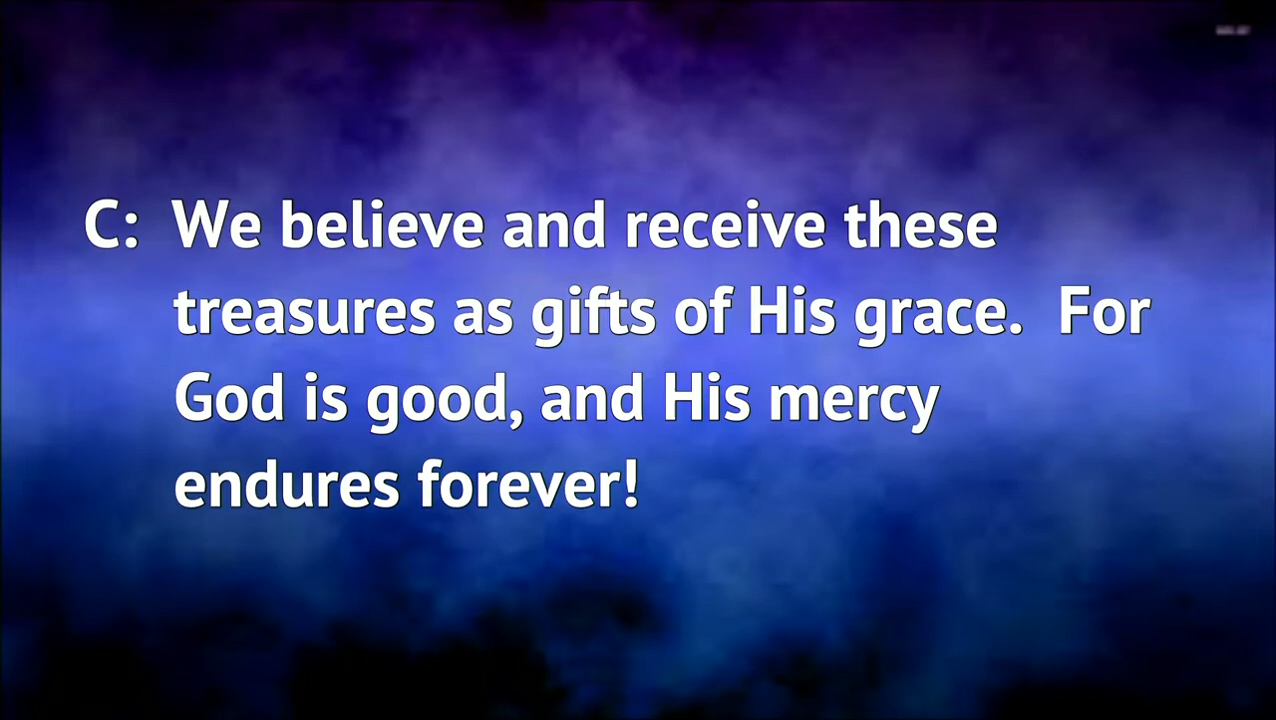 C: We believe and receive these
treasures as gifts of His grace. For
God is good, and His mercy
endures forever!